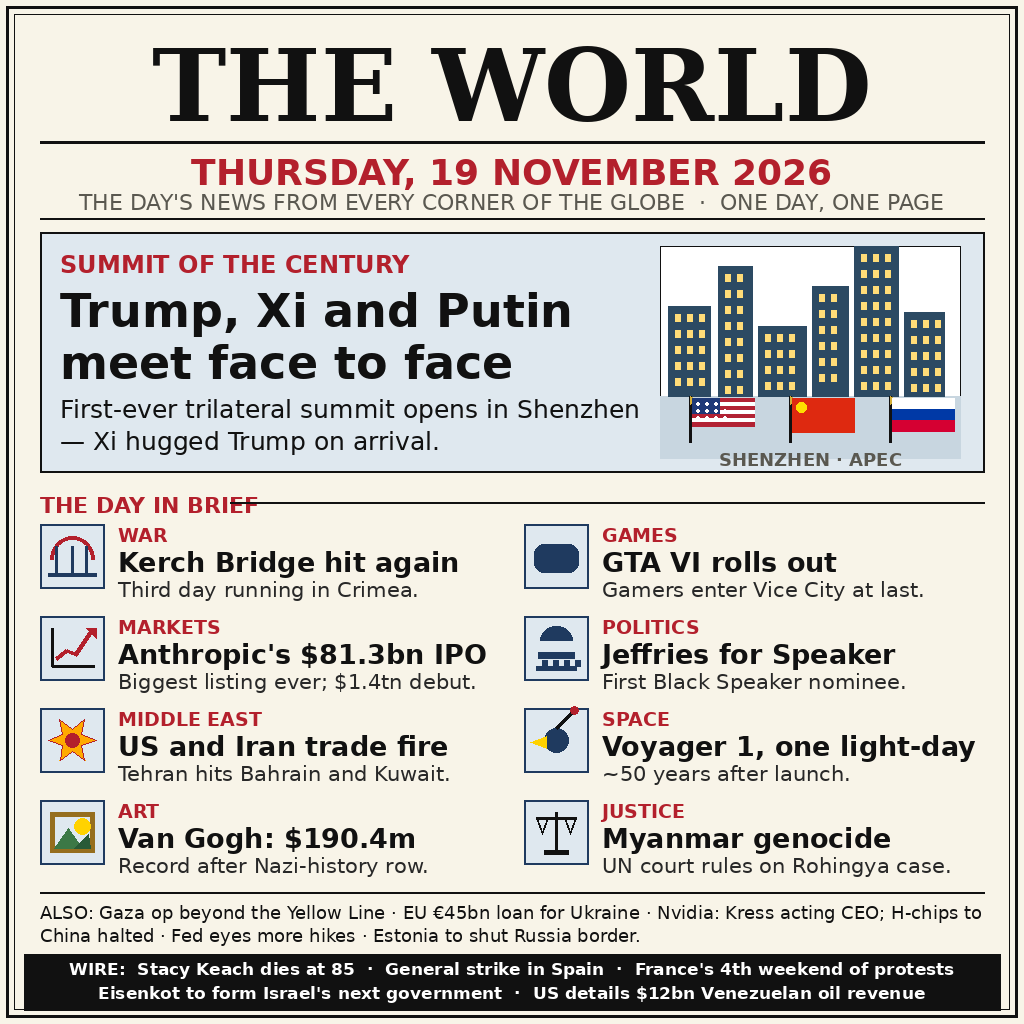 THE WORLD
THURSDAY, 19 NOVEMBER 2026
THE DAY'S NEWS FROM EVERY CORNER OF THE GLOBE · ONE DAY, ONE PAGE
SUMMIT OF THE CENTURY
Trump, Xi and Putin
meet face to face
First-ever trilateral summit opens in Shenzhen
— Xi hugged Trump on arrival.
SHENZHEN · APEC
THE DAY IN BRIEF
WAR
Kerch Bridge hit again
Third day running in Crimea.
GAMES
GTA VI rolls out
Gamers enter Vice City at last.
MARKETS
Anthropic's $81.3bn IPO
Biggest listing ever; $1.4tn debut.
POLITICS
Jeffries for Speaker
First Black Speaker nominee.
MIDDLE EAST
US and Iran trade fire
Tehran hits Bahrain and Kuwait.
SPACE
Voyager 1, one light-day
~50 years after launch.
ART
Van Gogh: $190.4m
Record after Nazi-history row.
JUSTICE
Myanmar genocide
UN court rules on Rohingya case.
ALSO: Gaza op beyond the Yellow Line · EU €45bn loan for Ukraine · Nvidia: Kress acting CEO; H-chips to
China halted · Fed eyes more hikes · Estonia to shut Russia border.
WIRE: Stacy Keach dies at 85 · General strike in Spain · France's 4th weekend of protests
Eisenkot to form Israel's next government · US details $12bn Venezuelan oil revenue